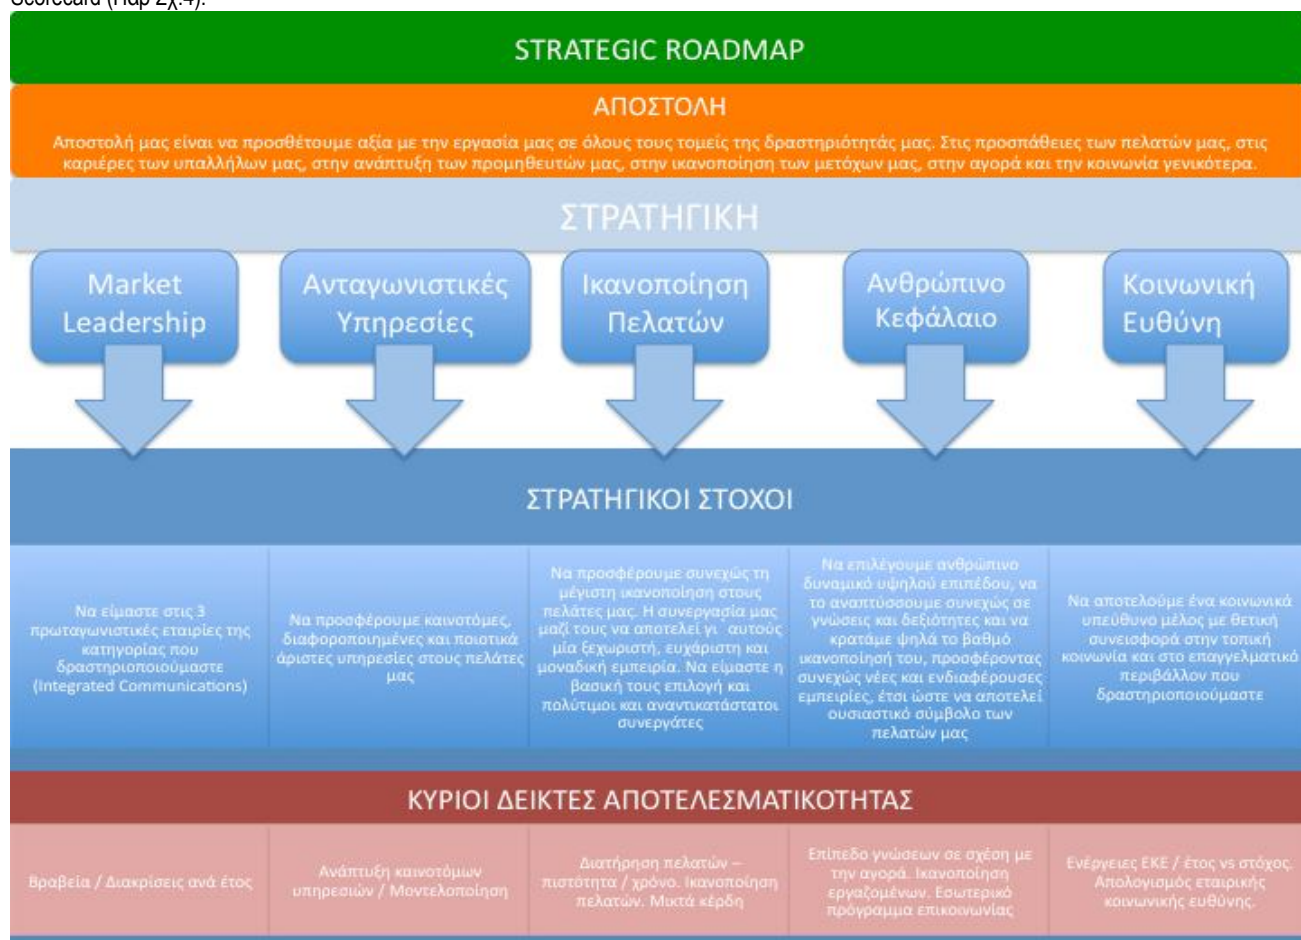 Scorecard (Παρ Σχ.4).
STRATEGIC ROADMAP
ΑΠΟΣΤΟΛΗ
Αποστολή μας είναι να προσθέτουμε αξία με την εργασία μας σε όλους τους τομείς της δραστηριότητάς μας. Στις προσπάθειες των πελατών μας, στις
καριέρες των υπαλλήλων μας, στην ανάπτυξη των προμηθευτών μας, στην ικανοποίηση των μετόχων μας, στην αγορά και την κοινωνία γενικότερα.
ΣΤΡΑΤΗΓΙΚΗ
Market
Leadership
Ανταγωνιστικές
Υπηρεσίες
Ικανοποίηση
Πελατών
Ανθρώπινο
Κεφάλαιο
Κοινωνική
Ευθύνη
ΣΤΡΑΤΗΓΙΚΟΙ ΣΤΟΧΟΙ
Να είμαστε στις 3
πρωταγωνιστικές εταιρίες της
κατηγορίας που
δραστηριοποιούμαστε
(Integrated Communications)
Να προσφέρουμε καινοτόμες,
διαφοροποιημένες και ποιοτικά
άριστες υπηρεσίες στους πελάτες
μας
Να προσφέρουμε συνεχώς τη
μέγιστη ικανοποίηση στους
πελάτες μας. Η συνεργασία μας
μαζί τους να αποτελεί γι αυτούς
μία ξεχωριστή, ευχάριστη και
μοναδική εμπειρία. Να είμαστε η
βασική τους επιλογή και
πολύτιμοι και αναντικατάστατοι
συνεργάτες
Να επιλέγουμε ανθρώπινο
δυναμικό υψηλού επιπέδου, να
το αναπτύσσουμε συνεχώς σε
γνώσεις και δεξιότητες και να
κρατάμε ψηλά το βαθμό
ικανοποίησή του, προσφέροντας
συνεχώς νέες και ενδιαφέρουσες
εμπειρίες, έτσι ώστε να αποτελεί
ουσιαστικό σύμβολο των
πελατών μας
Να αποτελούμε ένα κοινωνικά
υπεύθυνο μέλος με θετική
συνεισφορά στην τοπική
κοινωνία και στο επαγγελματικό
περιβάλλον που
δραστηριοποιούμαστε
ΚΥΡΙΟΙ ΔΕΙΚΤΕΣ ΑΠΟΤΕΛΕΣΜΑΤΙΚΟΤΗΤΑΣ
Βραβεία / Διακρίσεις ανά έτος
Ανάπτυξη καινοτόμων
υπηρεσιών / Μοντελοποίηση
Διατήρηση πελατών –
πιστότητα / χρόνο. Ικανοποίηση
πελατών. Μικτά κέρδη
Επίπεδο γνώσεων σε σχέση με
την αγορά. Ικανοποίηση
εργαζομένων. Εσωτερικό
πρόγραμμα επικοινωνίας
Ενέργειες ΕΚΕ / έτος vs στόχος.
Απολογισμός εταιρικής
κοινωνικής ευθύνης.